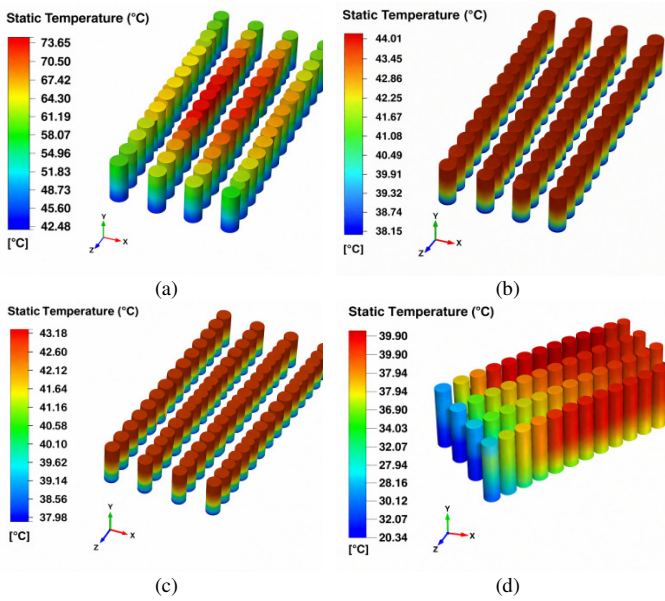 Static Temperature (°C)
73.65
70.50
67.42
64.30
61.19
58.07
54.96
51.83
48.73
45.60
42.48
[°C]
Y
X
Z
(a)
Static Temperature (°C)
44.01
43.45
42.86
42.25
41.67
41.08
40.49
39.91
39.32
38.74
38.15
[°C]
Y
X
Z
(b)
Static Temperature (°C)
43.18
42.60
42.12
41.64
41.16
40.58
40.10
39.62
39.14
38.56
37.98
[°C]
Y
X
Z
(c)
Static Temperature (°C)
39.90
39.90
37.94
37.94
36.90
34.03
32.07
27.94
28.16
30.12
32.07
20.34
[°C]
Y
X
Z
(d)